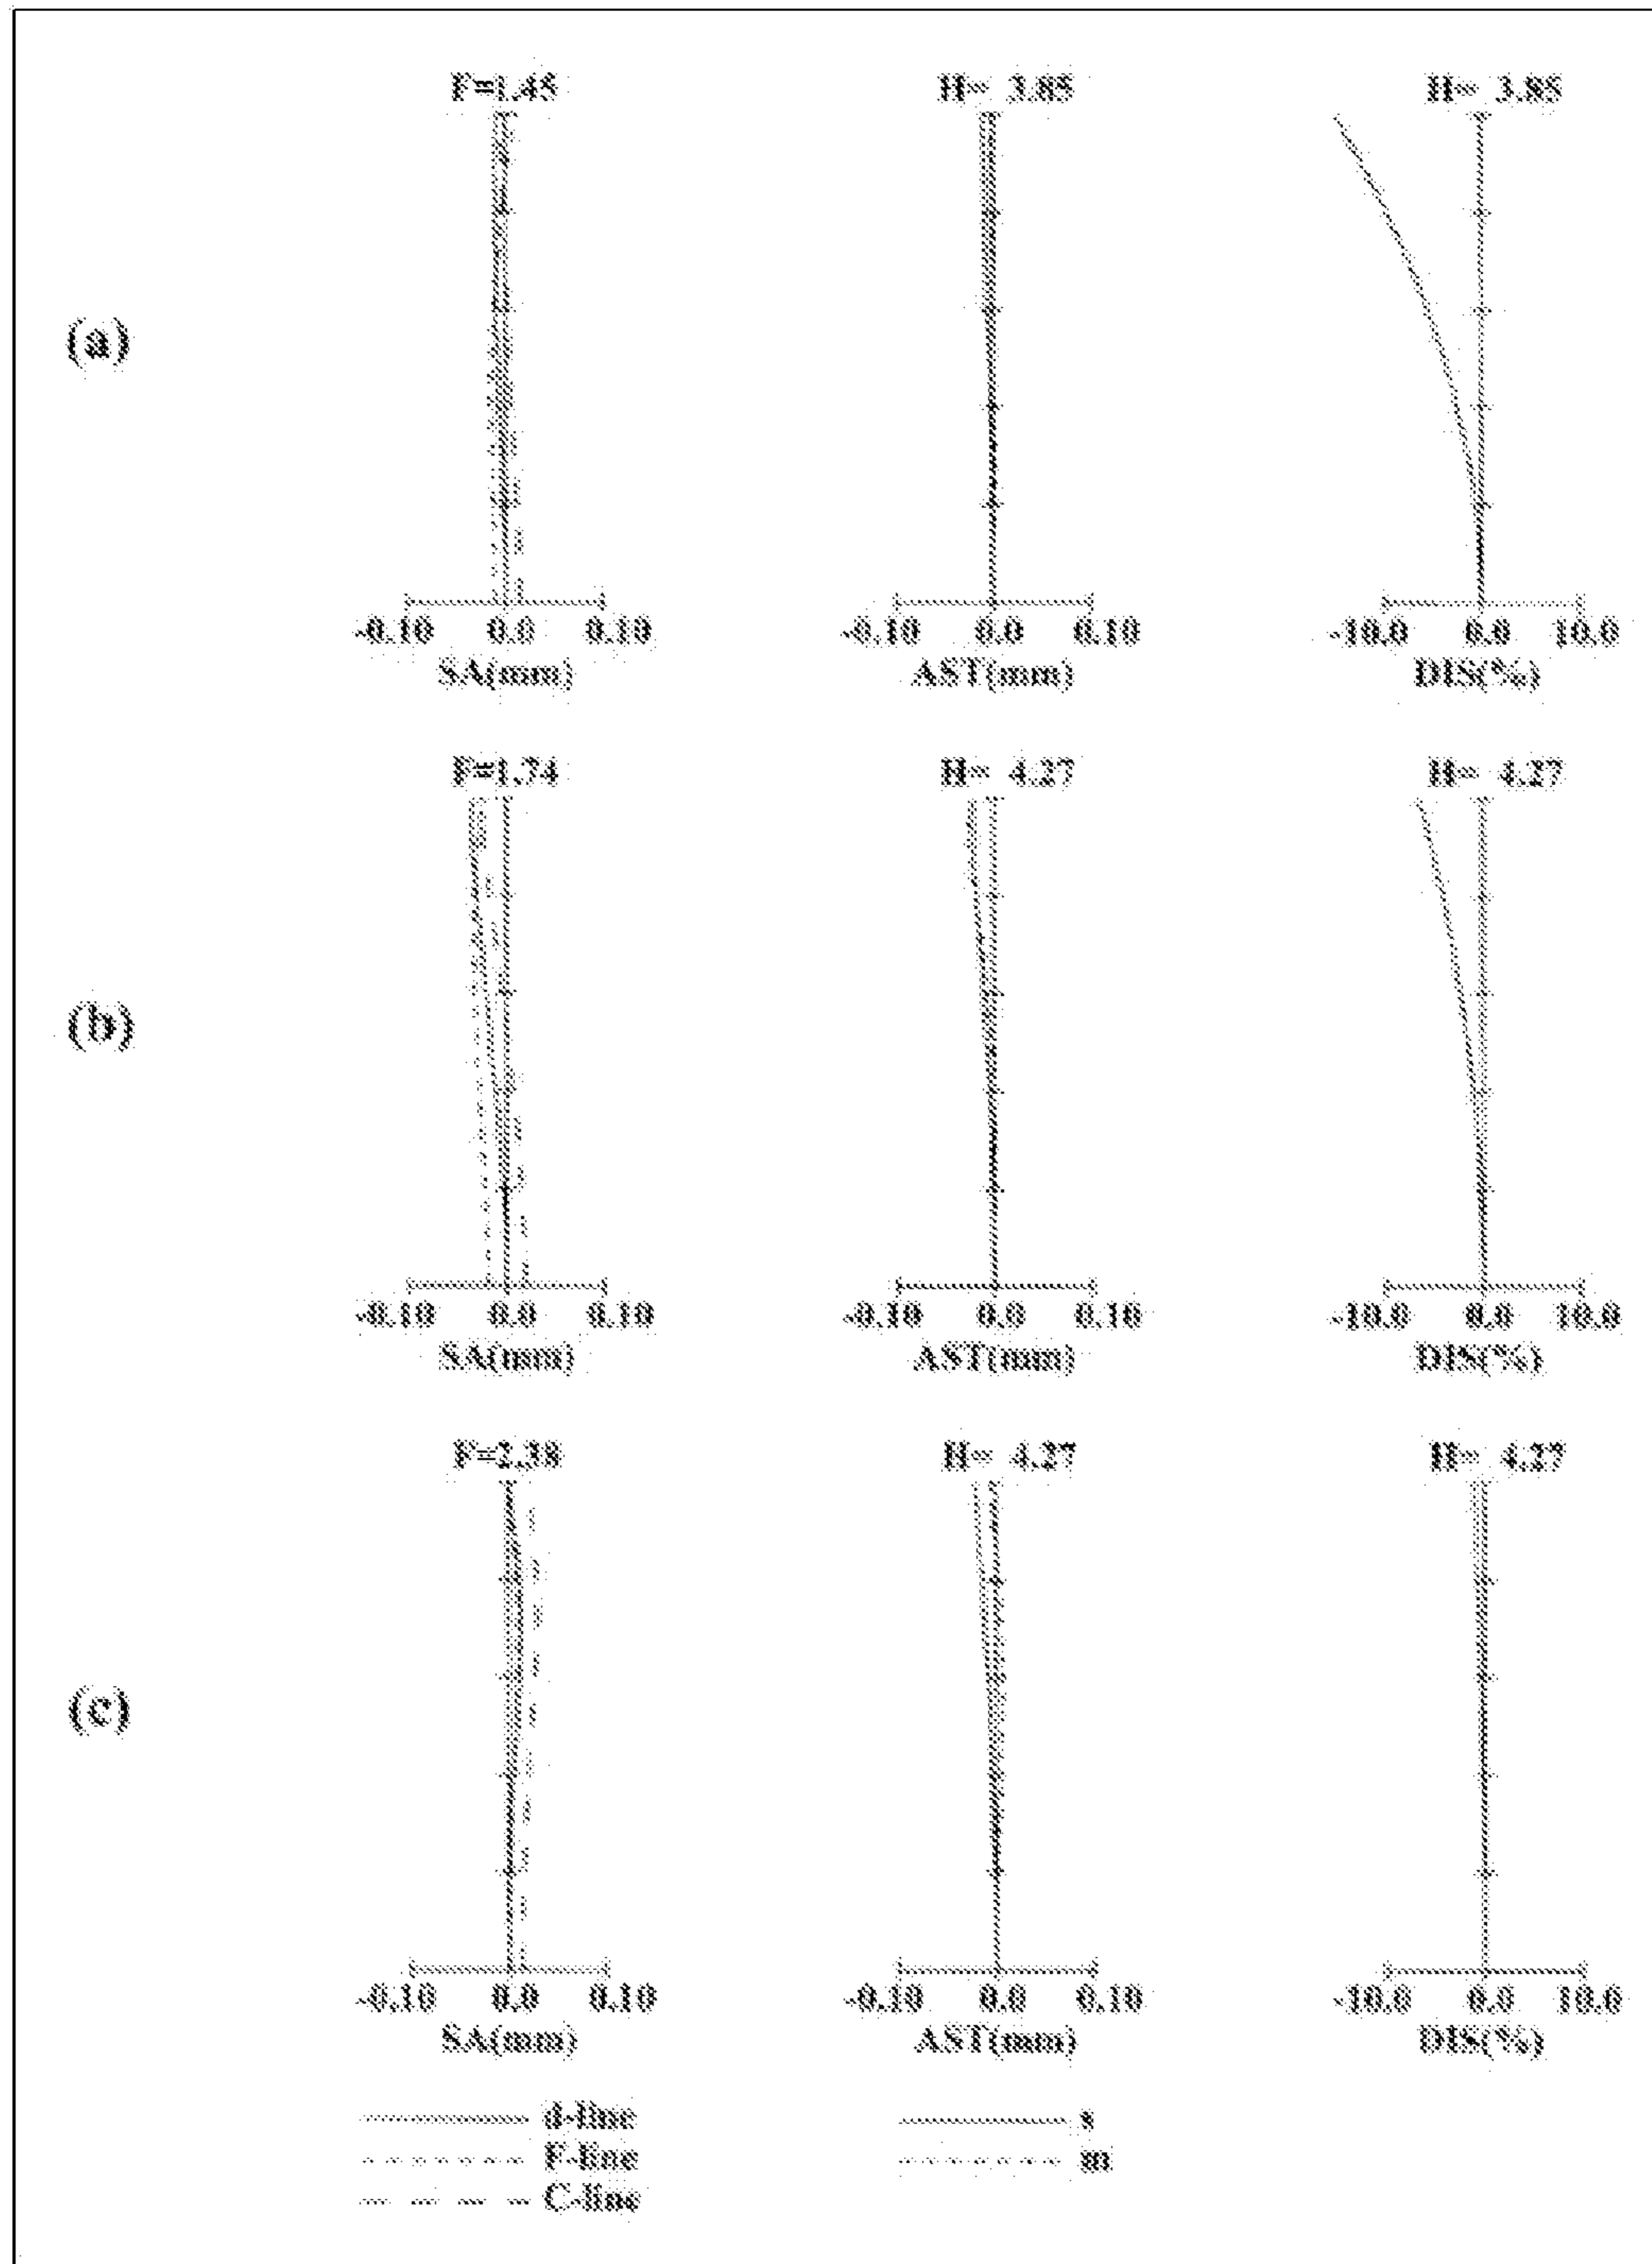 F=1.45 H= 3.85 H= 3.85
(a)
-0.10 0.0 0.10 -0.10 0.0 0.10 -10.0 0.0 10.0
SA(mm) AST(mm) DIS(%)
F=1.74 H= 4.27 H= 4.27
(b)
-0.10 0.0 0.10 -0.10 0.0 0.10 -10.0 0.0 10.0
SA(mm) AST(mm) DIS(%)
F=2.38 H= 4.27 H= 4.27
(c)
-0.10 0.0 0.10 -0.10 0.0 0.10 -10.0 0.0 10.0
SA(mm) AST(mm) DIS(%)
d-line s
F-line m
C-line